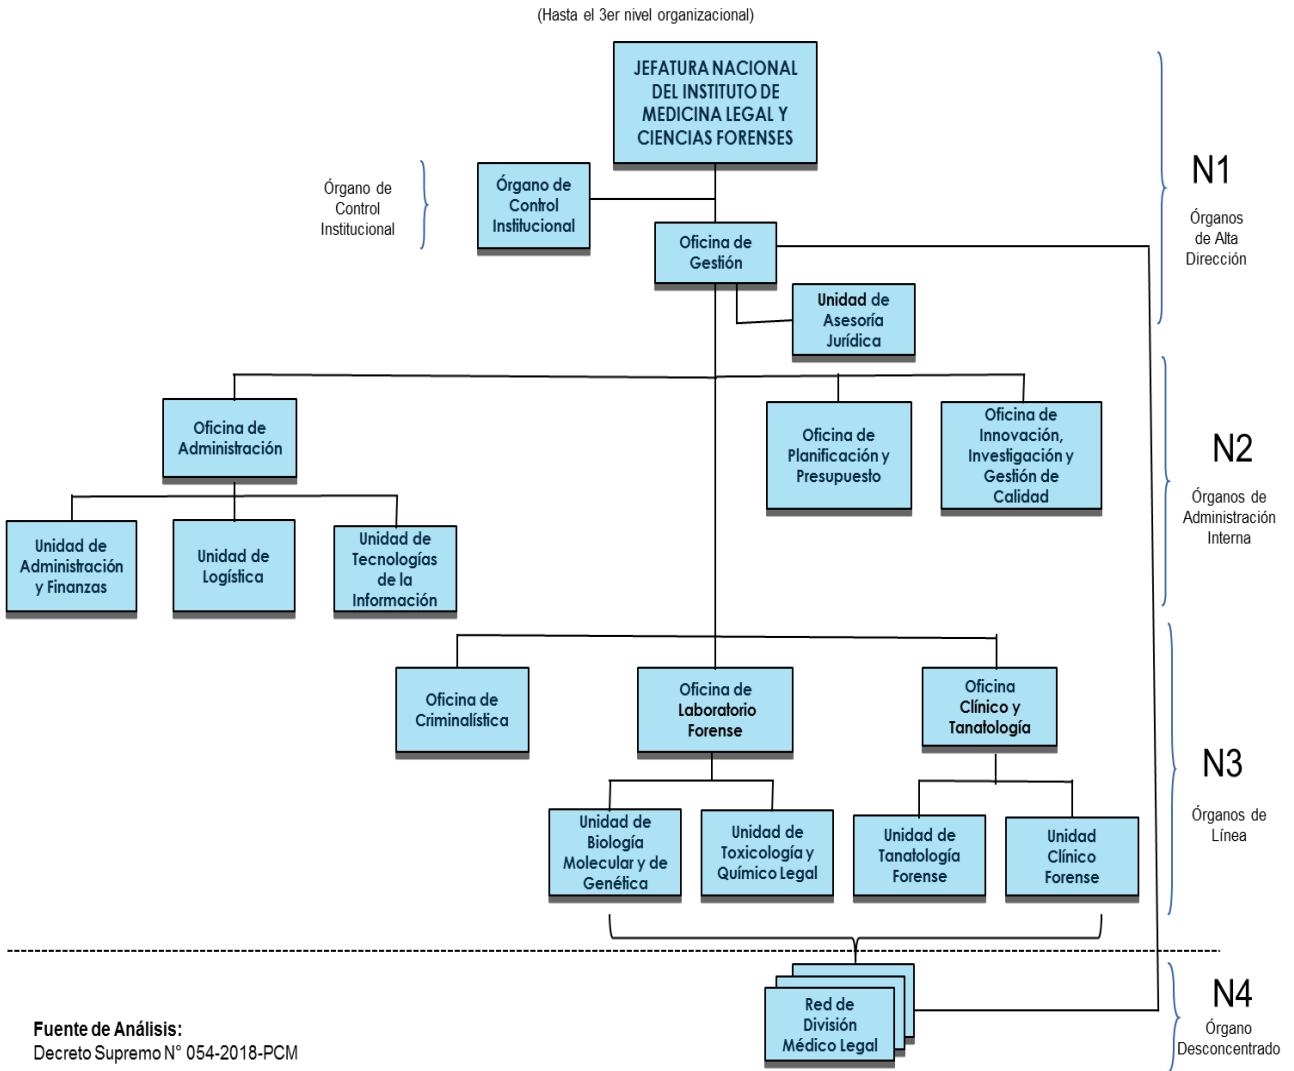 (Hasta el 3er nivel organizacional)
JEFATURA NACIONAL
DEL INSTITUTO DE
MEDICINA LEGAL Y
CIENCIAS FORENSES
N1
Órganos
de Alta
Dirección
Órgano de
Control
Institucional
Órgano de
Control
Institucional
Oficina de
Gestión
Unidad de
Asesoría
Jurídica
Oficina de
Administración
Oficina de
Planificación y
Presupuesto
Oficina de
Innovación,
Investigación y
Gestión de
Calidad
N2
Órganos de
Administración
Interna
Unidad de
Administración
y Finanzas
Unidad de
Logística
Unidad de
Tecnologías
de la
Información
Oficina de
Criminalística
Oficina de
Laboratorio
Forense
Oficina
Clínico y
Tanatología
N3
Órganos de
Línea
Unidad de
Biología
Molecular y de
Genética
Unidad de
Toxicología y
Químico Legal
Unidad de
Tanatología
Forense
Unidad
Clínico
Forense
Red de
División
Médico Legal
N4
Órgano
Desconcentrado
Fuente de Análisis:
Decreto Supremo N° 054-2018-PCM